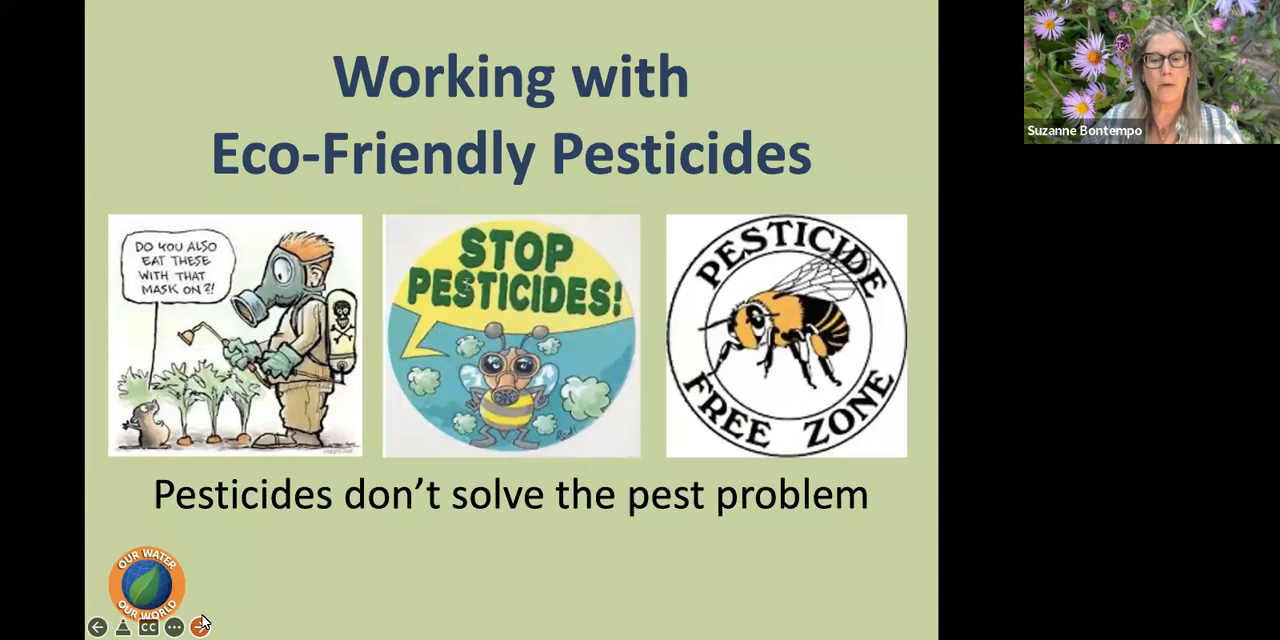 Working with
Eco-Friendly Pesticides
DO YOU ALSO
EAT THESE
WITH THAT
MASK ON?!
STOP
PESTICIDES!
PESTICIDE
FREE ZONE
Pesticides don't solve the pest problem
OUR WATER
OUR WORLD
CC
Suzanne Bontempo